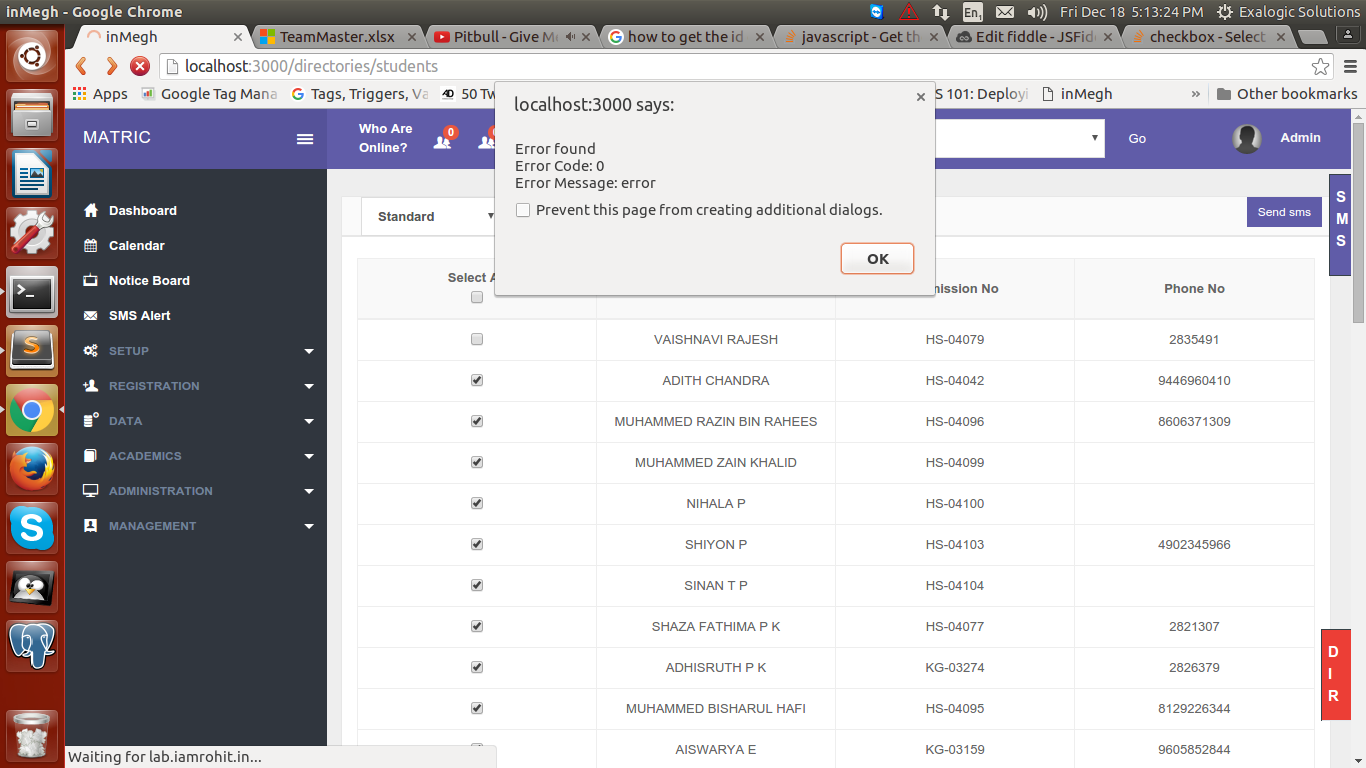 inMegh - Google Chrome
En1
Fri Dec 18 5:13:24 PM
Exalogic Solutions
inMegh
TeamMaster.xlsx
Pitbull - Give M
how to get the id
javascript - Get th
Edit fiddle - JSFid
checkbox - Select
localhost:3000/directories/students
Apps
Google Tag Mana
Tags, Triggers, Va
50 Tw
S 101: Deployi
inMegh
»
Other bookmarks
localhost:3000 says:
Error found
Error Code: 0
Error Message: error
Prevent this page from creating additional dialogs.
OK
MATRIC
Who Are
Online?
0
Go
Admin
Dashboard
Calendar
Notice Board
SMS Alert
SETUP
REGISTRATION
DATA
ACADEMICS
ADMINISTRATION
MANAGEMENT
Standard
Send sms
S
M
S
Select A
mission No
Phone No
VAISHNAVI RAJESH HS-04079 2835491
ADITH CHANDRA HS-04042 9446960410
MUHAMMED RAZIN BIN RAHEES HS-04096 8606371309
MUHAMMED ZAIN KHALID HS-04099
NIHALA P HS-04100
SHIYON P HS-04103 4902345966
SINAN T P HS-04104
SHAZA FATHIMA P K HS-04077 2821307
ADHISRUTH P K KG-03274 2826379
MUHAMMED BISHARUL HAFI HS-04095 8129226344
AISWARYA E KG-03159 9605852844
D
I
R
Waiting for lab.iamrohit.in...